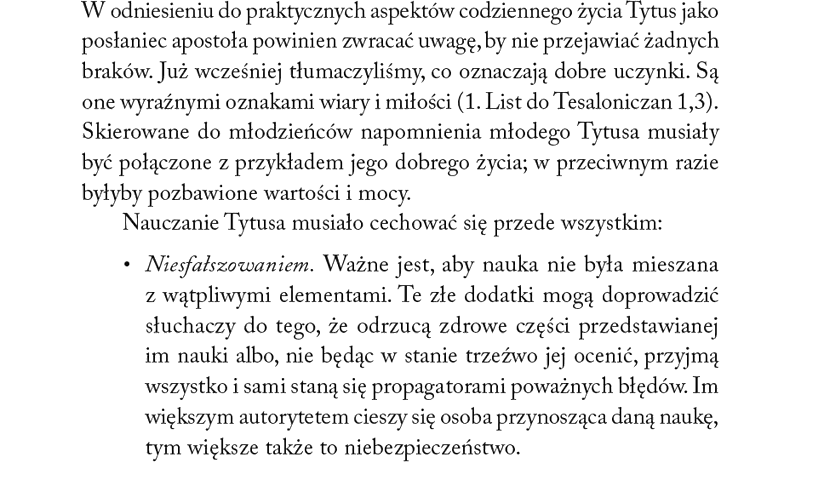 W odniesieniu do praktycznych aspektów codziennego życia Tytus jako
posłaniec apostoła powinien zwracać uwagę, by nie przejawiać żadnych
braków. Już wcześniej tłumaczyliśmy, co oznaczają dobre uczynki. Są
one wyraźnymi oznakami wiary i miłości (1. List do Tesaloniczan 1,3).
Skierowane do młodzieńców napomnienia młodego Tytusa musiały
być połączone z przykładem jego dobrego życia; w przeciwnym razie
byłyby pozbawione wartości i mocy.
Nauczanie Tytusa musiało cechować się przede wszystkim:
• Niesfałszowaniem. Ważne jest, aby nauka nie była mieszana
z wątpliwymi elementami. Te złe dodatki mogą doprowadzić
słuchaczy do tego, że odrzucą zdrowe części przedstawianej
im nauki albo, nie będąc w stanie trzeźwo jej ocenić, przyjmą
wszystko i sami staną się propagatorami poważnych błędów. Im
większym autorytetem cieszy się osoba przynosząca daną naukę,
tym większe także to niebezpieczeństwo.